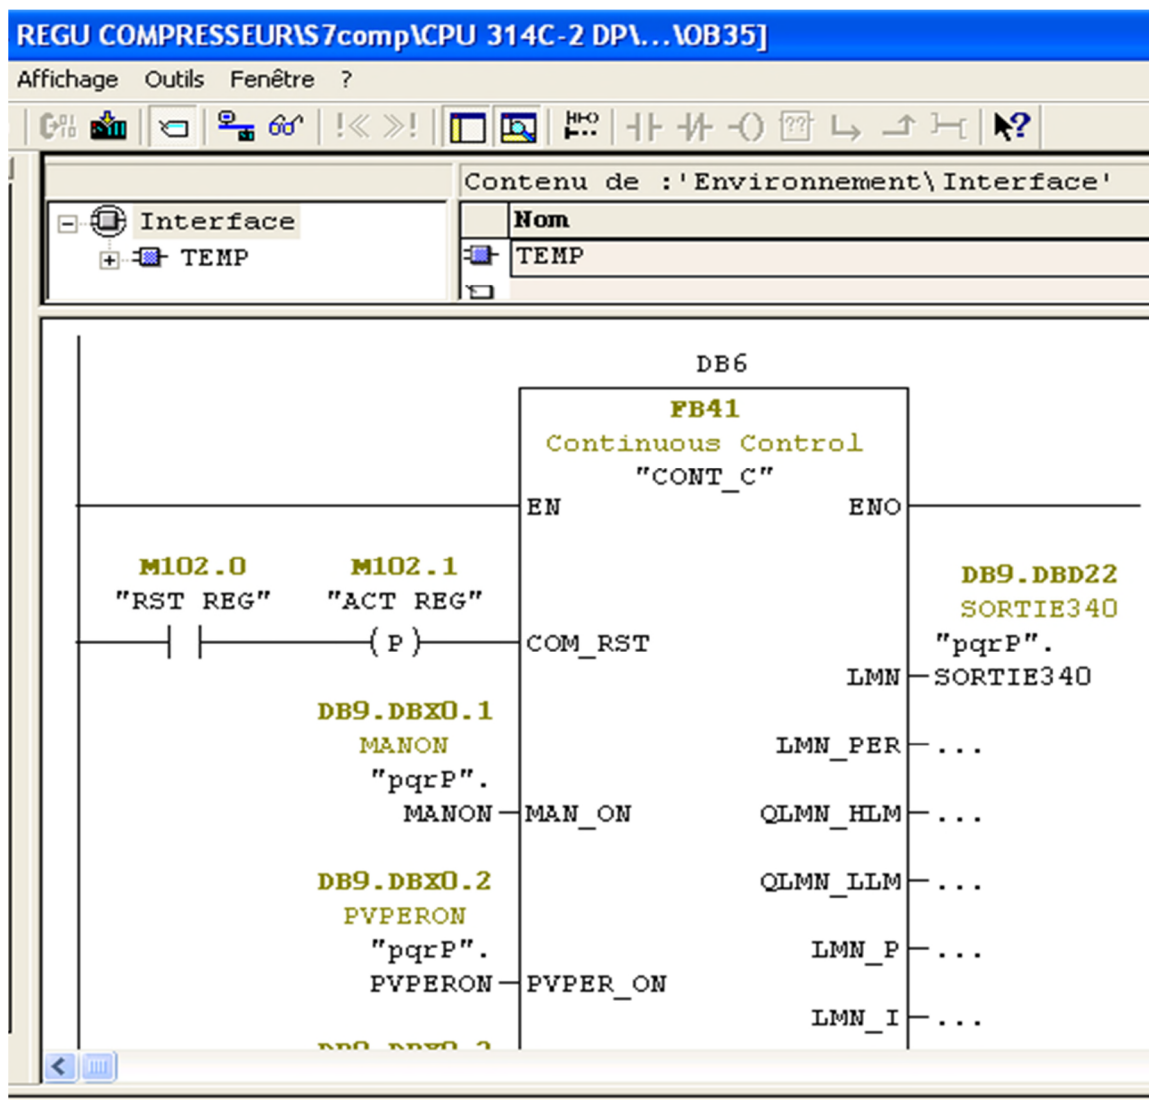 REGU COMPRESSEUR\S7comp\CPU 314C-2 DP\...\OB35]
Affichage Outils Fenêtre ?
Contenu de :'Environnement\Interface'
Interface
Nom
TEMP
TEMP
DB6
FB41
Continuous Control
"CONT_C"
EN
ENO
M102.0
M102.1
DB9.DBD22
"RST REG"
"ACT REG"
SORTIE340
"pqrP".
( P )
COM_RST
LMN
SORTIE340
DB9.DBX0.1
MANON
LMN_PER
...
"pqrP".
MANON
MAN_ON
QLMN_HLM
...
DB9.DBX0.2
QLMN_LLM
...
PVPERON
"pqrP".
LMN_P
...
PVPERON
PVPER_ON
LMN_I
...